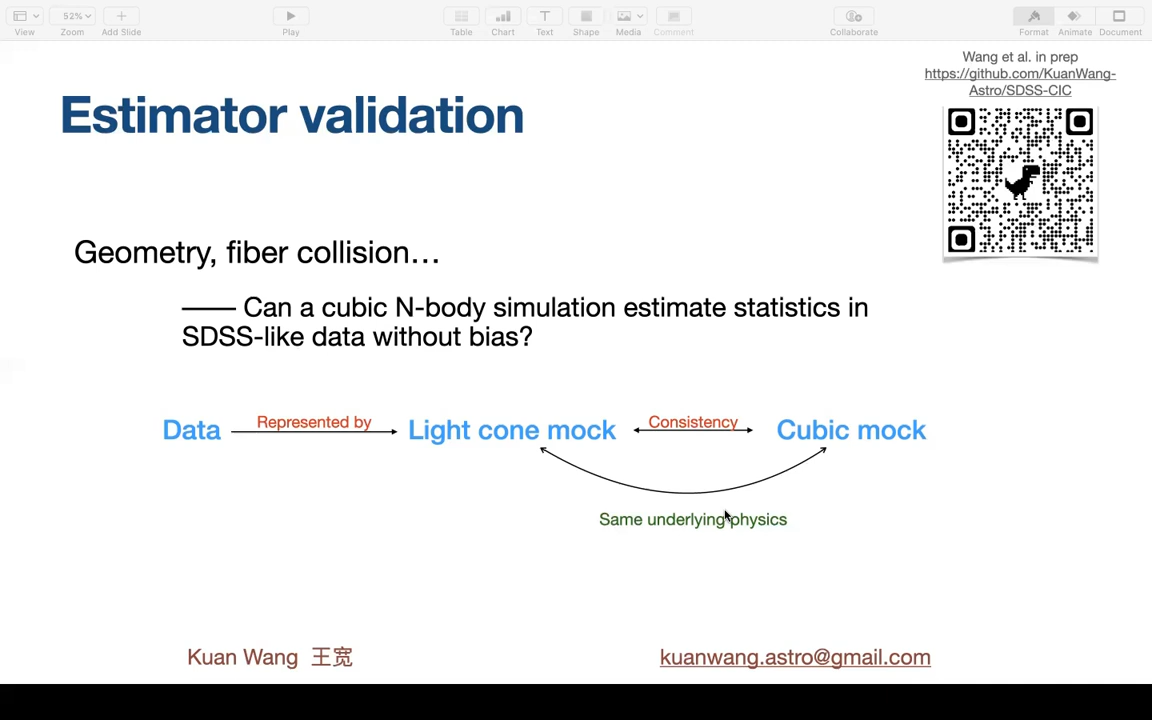 52%
View
Zoom
Add Slide
Play
Table
Chart
Text
Shape
Media
Comment
Collaborate
Format
Animate
Document
Wang et al. in prep
https://github.com/KuanWang-
Astro/SDSS-CIC
Estimator validation
Geometry, fiber collision…
—— Can a cubic N-body simulation estimate statistics in
SDSS-like data without bias?
Data
Represented by
Light cone mock
Consistency
Cubic mock
Same underlying physics
Kuan Wang 王宽
kuanwang.astro@gmail.com